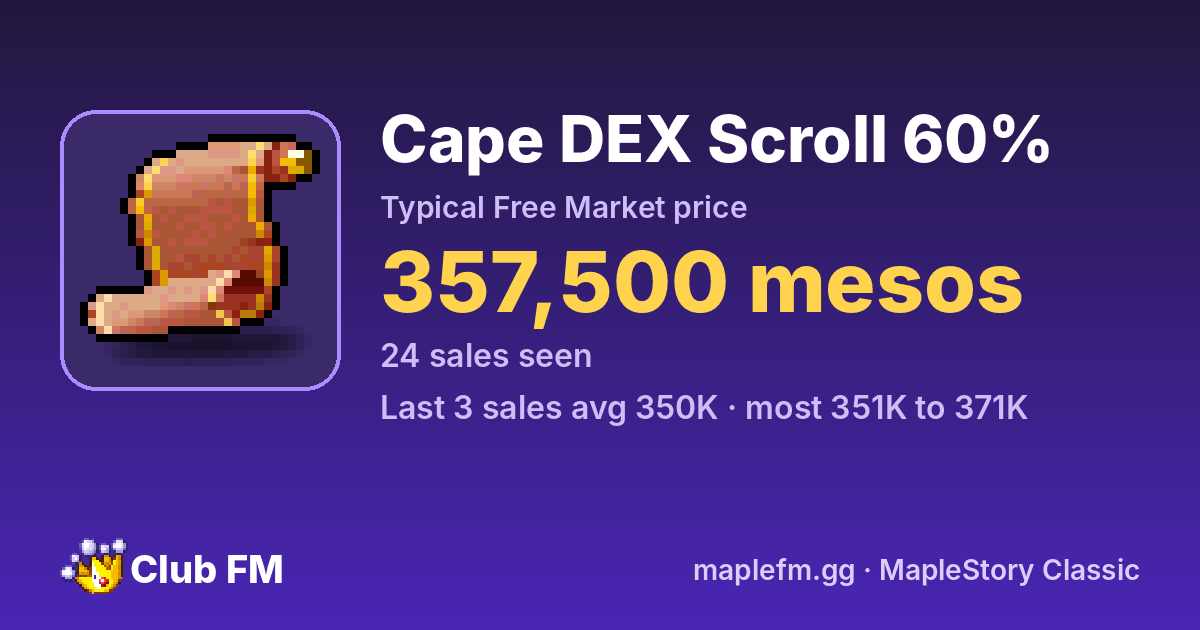 Cape DEX Scroll 60%
Typical Free Market price
357,500 mesos
24 sales seen
Last 3 sales avg 350K · most 351K to 371K
Club FM
maplefm.gg · MapleStory Classic